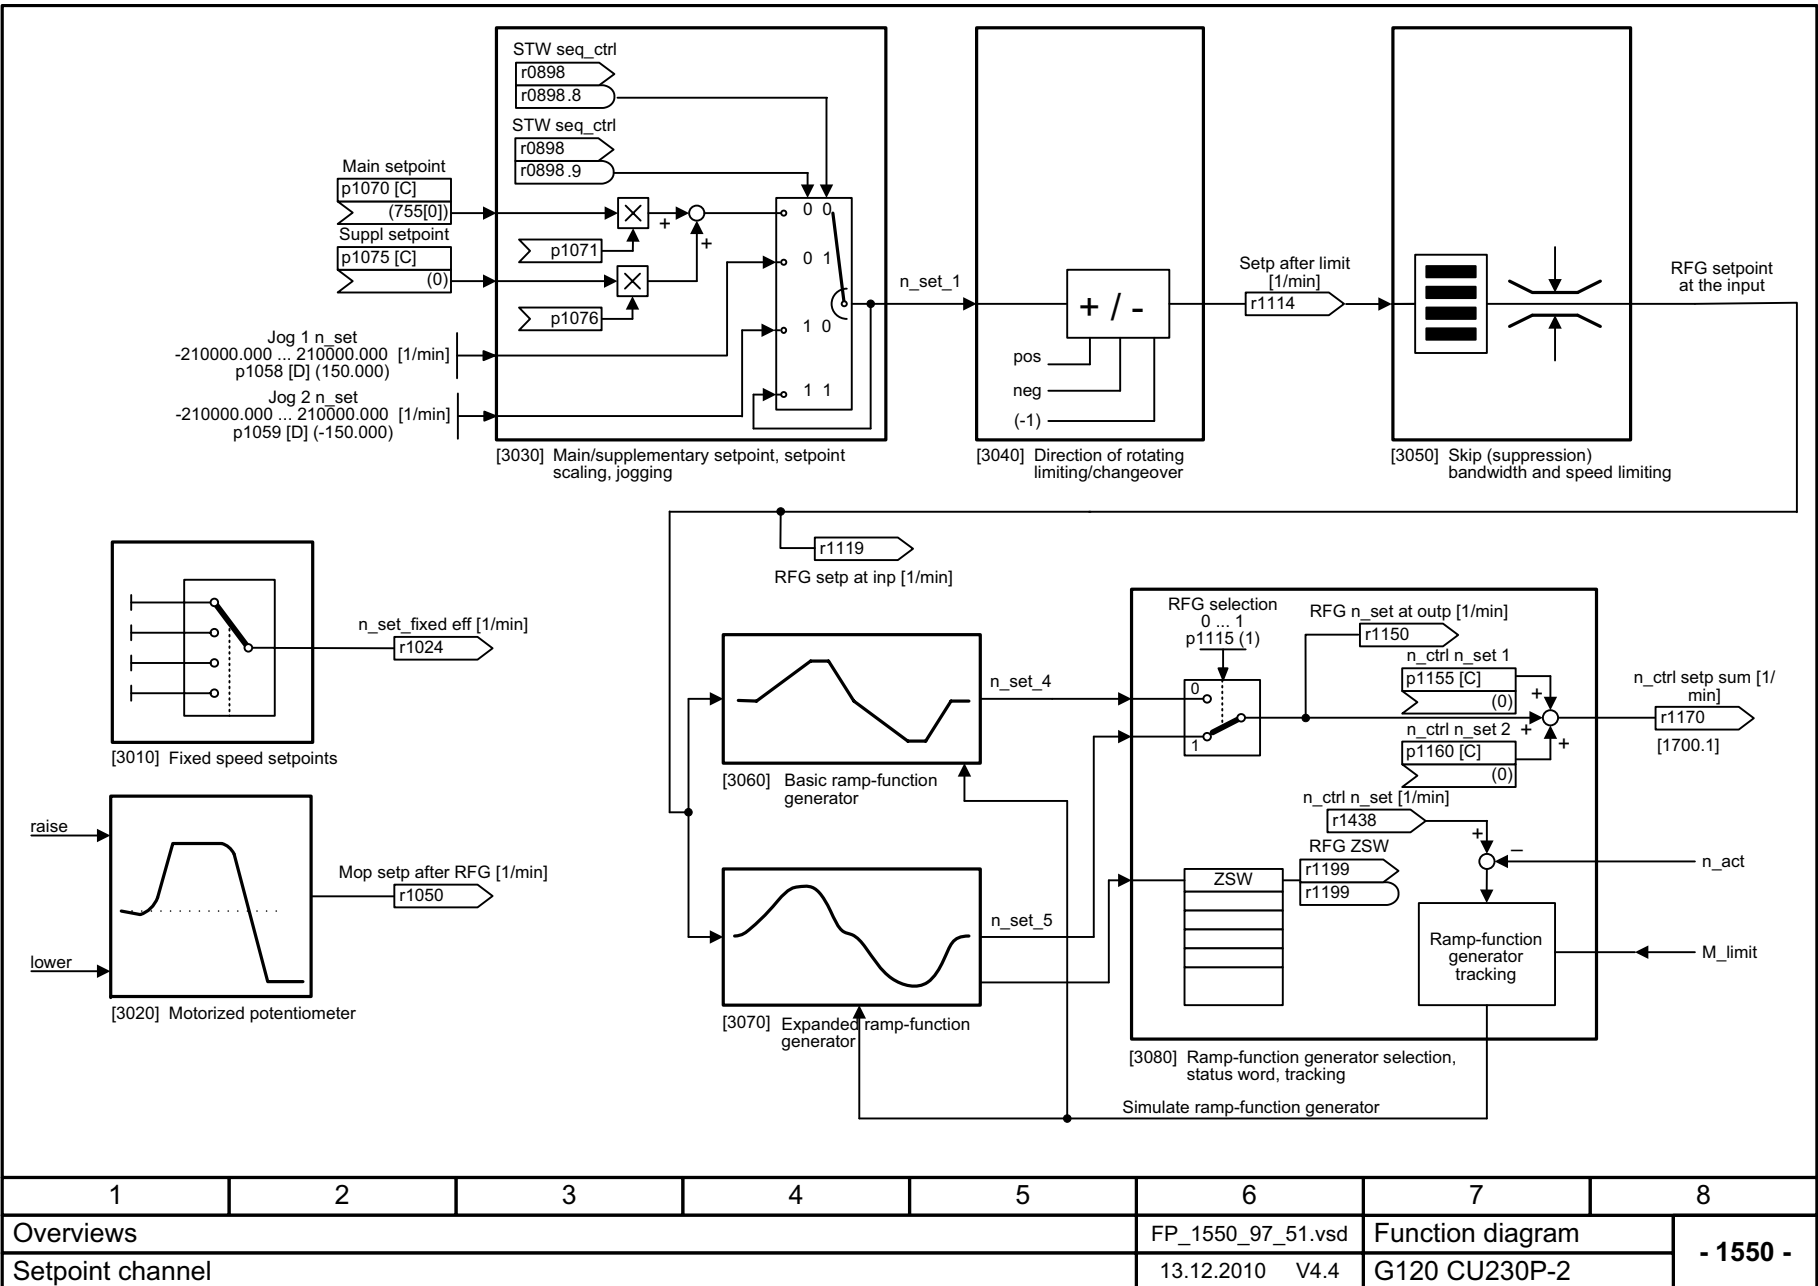 STW seq_ctrl
r0898
r0898.8
STW seq_ctrl
r0898
r0898.9
Main setpoint
p1070 [C]
(755[0])
Suppl setpoint
p1075 [C]
(0)
p1071
p1076
+
+
0 0
0 1
1 0
1 1
Jog 1 n_set
-210000.000 ... 210000.000 [1/min]
p1058 [D] (150.000)
Jog 2 n_set
-210000.000 ... 210000.000 [1/min]
p1059 [D] (-150.000)
[3030] Main/supplementary setpoint, setpoint
scaling, jogging
n_set_1
+ / -
pos
neg
(-1)
[3040] Direction of rotating
limiting/changeover
Setp after limit
[1/min]
r1114
[3050] Skip (suppression)
bandwidth and speed limiting
RFG setpoint
at the input
r1119
RFG setp at inp [1/min]
n_set_fixed eff [1/min]
r1024
[3010] Fixed speed setpoints
raise
lower
Mop setp after RFG [1/min]
r1050
[3020] Motorized potentiometer
n_set_4
[3060] Basic ramp-function
generator
n_set_5
[3070] Expanded ramp-function
generator
RFG selection
0 ... 1
p1115 (1)
0
1
RFG n_set at outp [1/min]
r1150
n_ctrl n_set 1
p1155 [C]
(0)
+
n_ctrl n_set 2
+
p1160 [C]
+
(0)
n_ctrl setp sum [1/
min]
r1170
[1700.1]
n_ctrl n_set [1/min]
r1438
+
–
n_act
RFG ZSW
r1199
r1199
ZSW
Ramp-function
generator
tracking
M_limit
[3080] Ramp-function generator selection,
status word, tracking
Simulate ramp-function generator
1 2 3 4 5 6 7 8
Overviews
FP_1550_97_51.vsd
Function diagram
- 1550 -
Setpoint channel
13.12.2010 V4.4
G120 CU230P-2